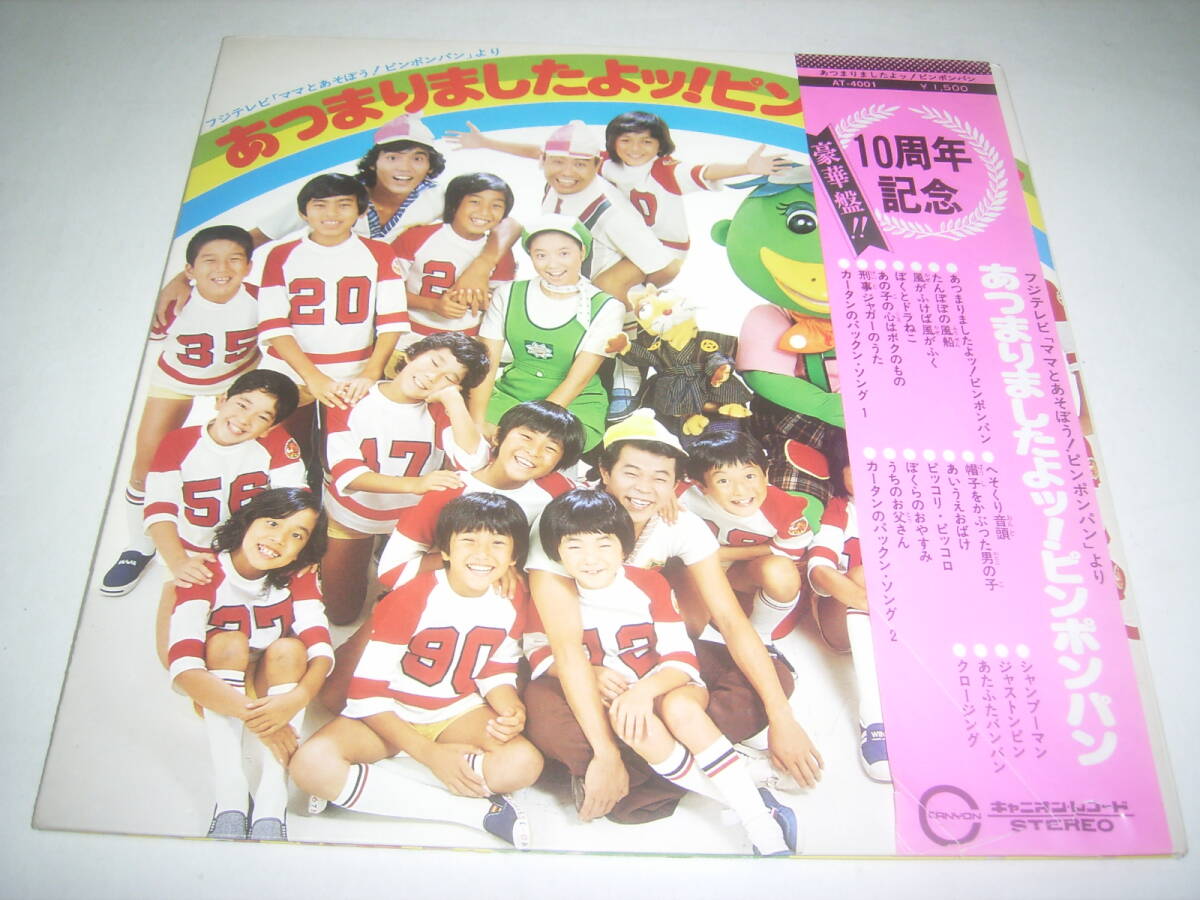 フジテレビ「ママとあそぼう!ピンポンパン」より
あつまりましたよッ!ピン
あつまりましたよッ!ピンポンパン
AT-4001 ¥1,500
10周年
記念
豪華盤!!
フジテレビ「ママとあそぼう!ピンポンパン」より
あつまりましたよッ!ピンポンパン
●あつまりましたよッ!ピンポンパン
●たんぽぽの風船
●風がふけば風がふく
●ぼくとドラねこ
●あの子の心はボクのもの
●刑事ジャガーのうた
●カータンのパックン・ソング 1
●へそくり音頭
●帽子をかぶった男の子
●あいうえおばけ
●ピッコリ・ピッコロ
●ぼくらのおやすみ
●うちのお父さん
●カータンのパックン・ソング 2
●シャンプーマン
●ジャストンピン
●あたふたバンバン
●クロージング
CANYON
キャニオン・レコード
STEREO
0
20
2
35
17
56
37
90
13